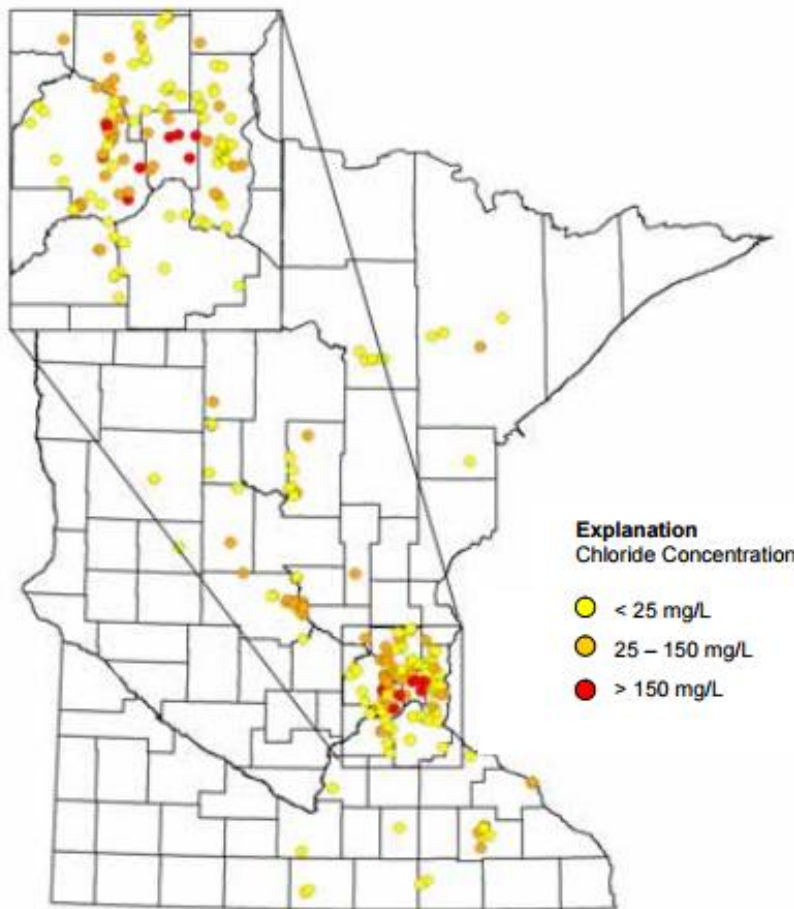 Explanation
Chloride Concentration
< 25 mg/L
25 – 150 mg/L
> 150 mg/L